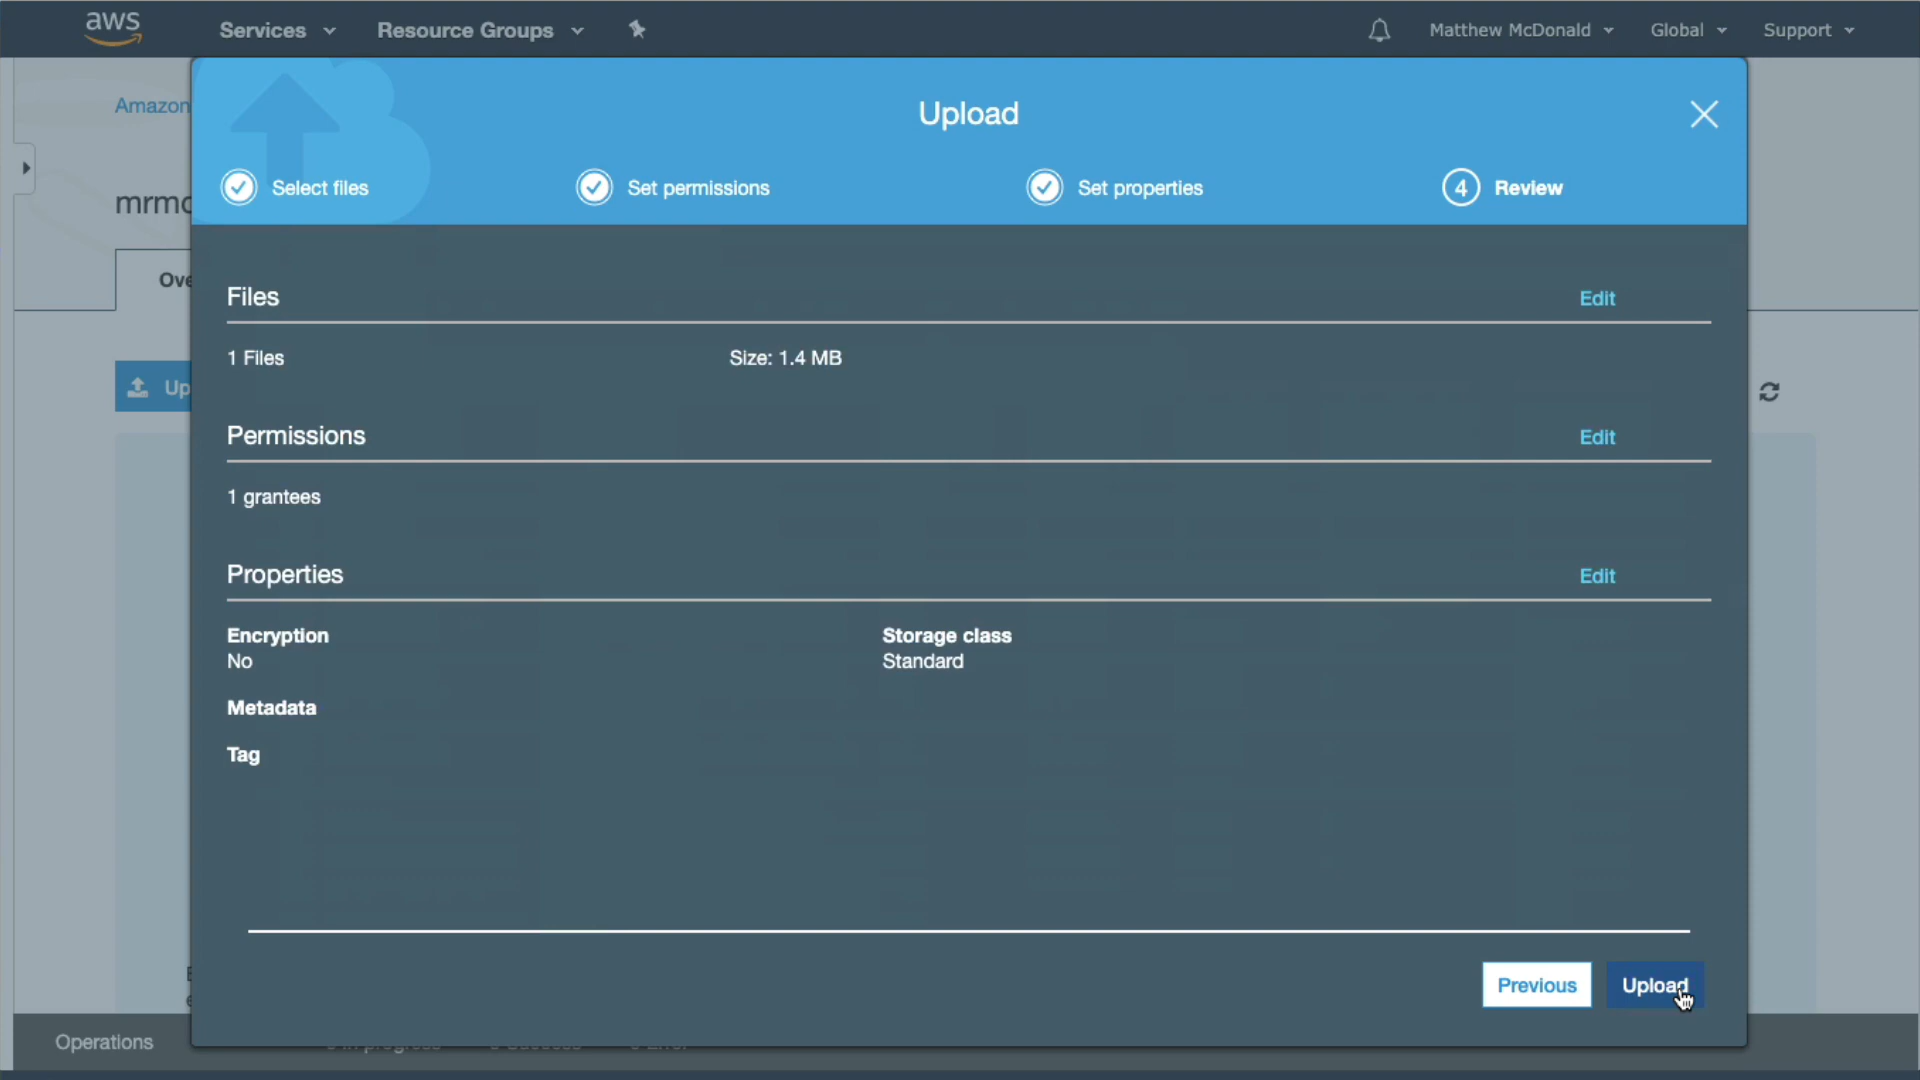 aws Services Resource Groups Matthew McDonald Global Support
Amazon
Upload
Select files Set permissions Set properties 4 Review
Files Edit
1 Files Size: 1.4 MB
Up
Permissions Edit
1 grantees
Properties Edit
Encryption Storage class
No Standard
Metadata
Tag
Previous Upload
Operations